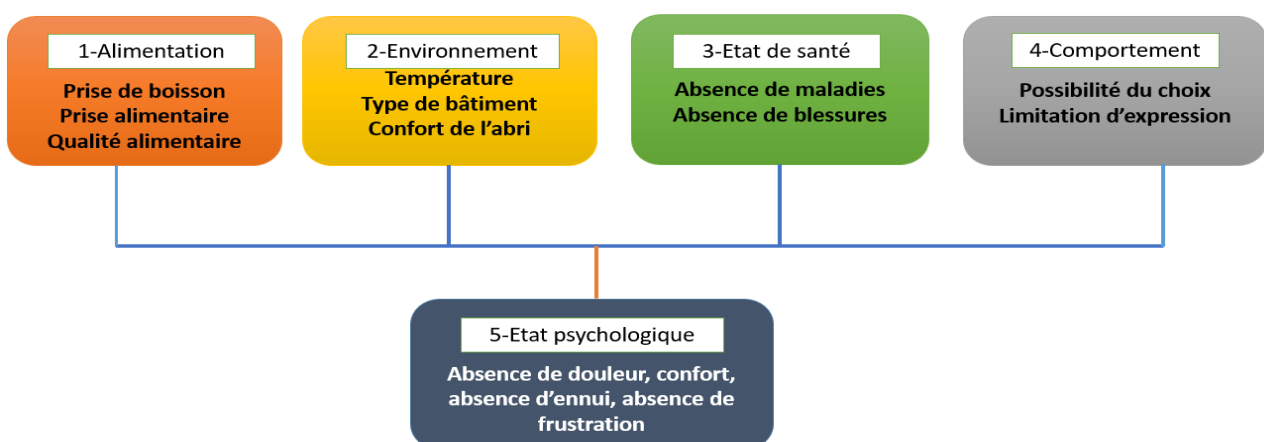 1-Alimentation
Prise de boisson
Prise alimentaire
Qualité alimentaire
2-Environnement
Température
Type de bâtiment
Confort de l’abri
3-Etat de santé
Absence de maladies
Absence de blessures
4-Comportement
Possibilité du choix
Limitation d’expression
5-Etat psychologique
Absence de douleur, confort,
absence d’ennui, absence de
frustration